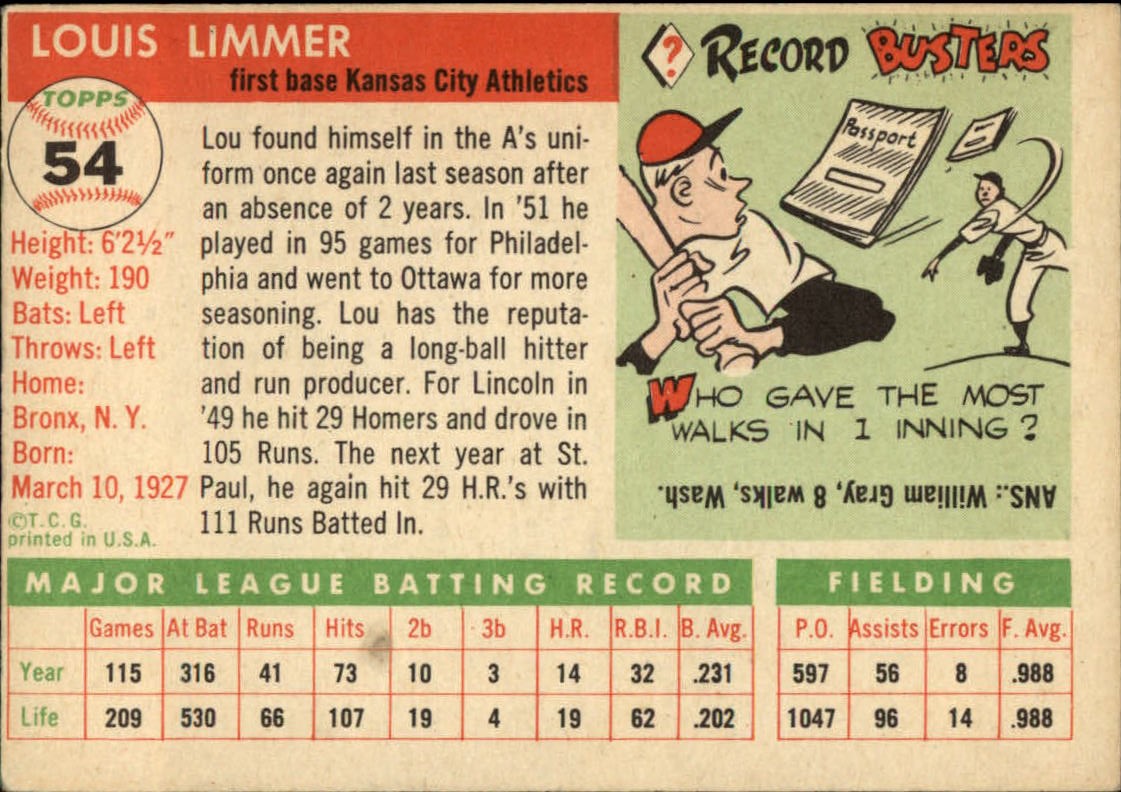 LOUIS LIMMER
first base Kansas City Athletics
TOPPS
54
Height: 6'2½"
Weight: 190
Bats: Left
Throws: Left
Home:
Bronx, N. Y.
Born:
March 10, 1927
©T.C.G.
printed in U.S.A.
Lou found himself in the A's uni-
form once again last season after
an absence of 2 years. In '51 he
played in 95 games for Philadel-
phia and went to Ottawa for more
seasoning. Lou has the reputa-
tion of being a long-ball hitter
and run producer. For Lincoln in
'49 he hit 29 Homers and drove in
105 Runs. The next year at St.
Paul, he again hit 29 H.R.'s with
111 Runs Batted In.
? RECORD BUSTERS
Passport
WHO GAVE THE MOST
WALKS IN 1 INNING?
ANS.: William Gray, 8 walks, Wash.
MAJOR LEAGUE BATTING RECORD
Games At Bat Runs Hits 2b 3b H.R. R.B.I. B. Avg.
Year 115 316 41 73 10 3 14 32 .231
Life 209 530 66 107 19 4 19 62 .202
FIELDING
P.O. Assists Errors F. Avg.
597 56 8 .988
1047 96 14 .988